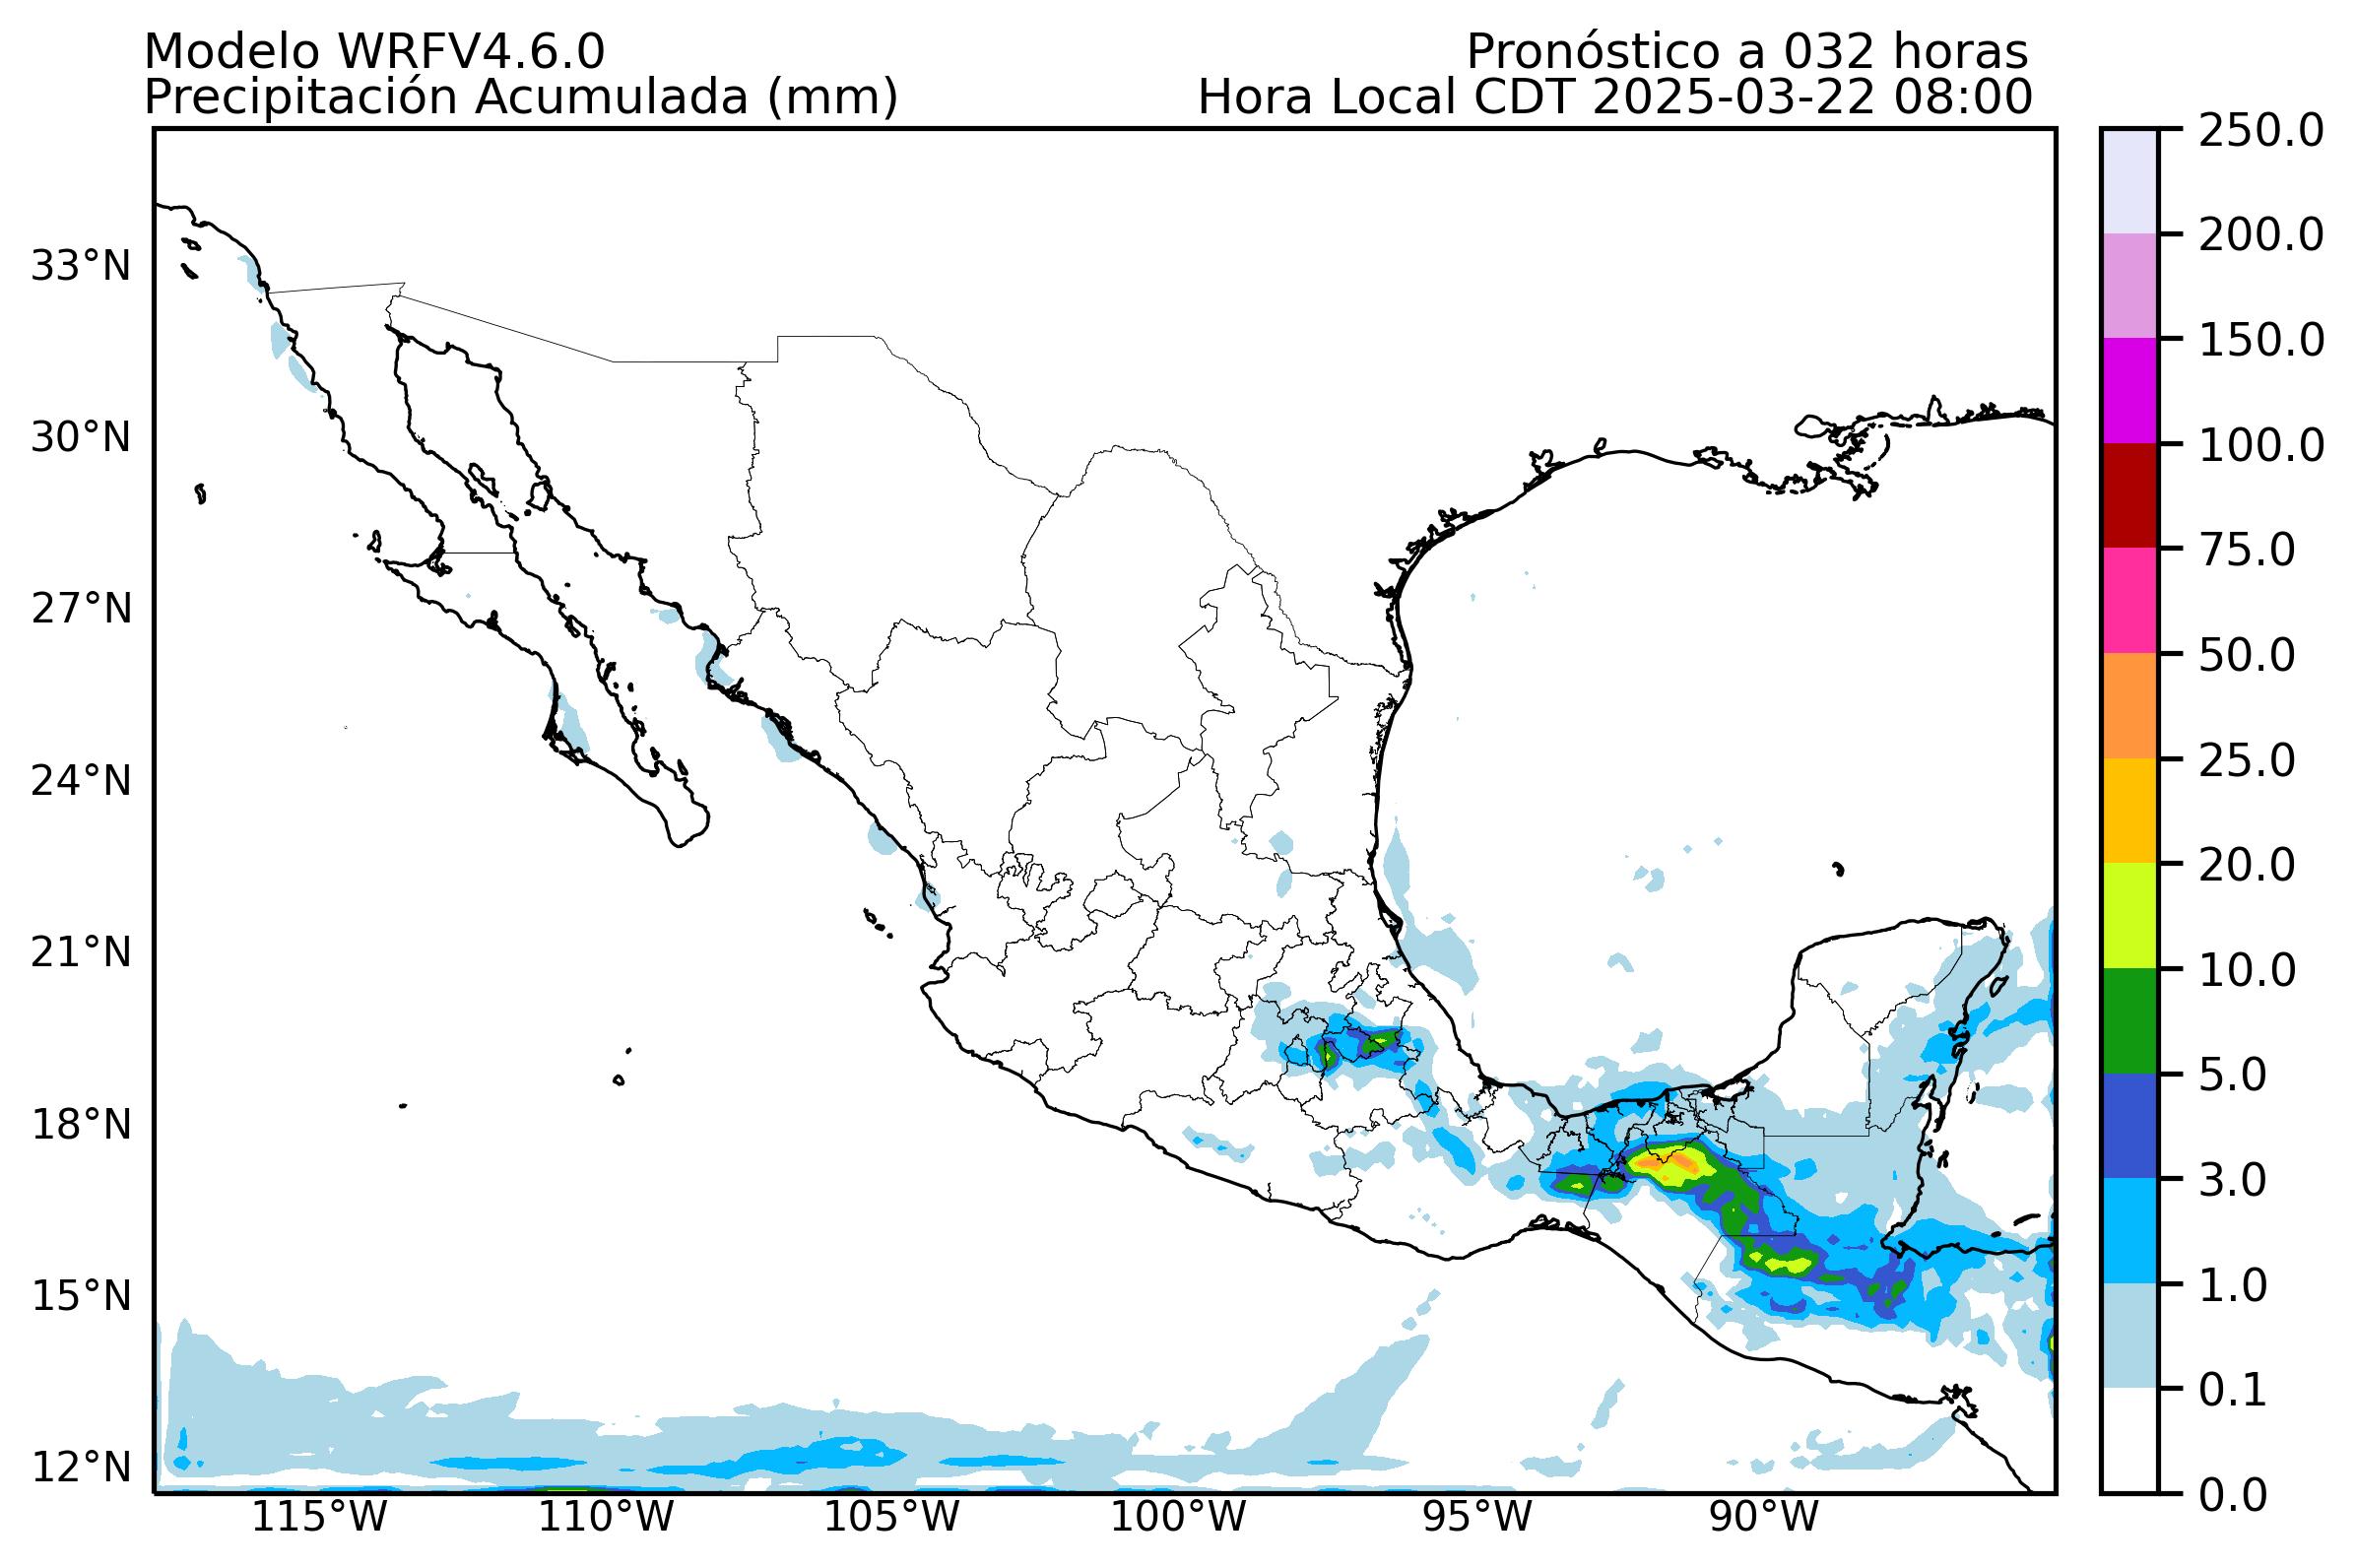 Modelo WRFV4.6.0
Pronóstico a 032 horas
Precipitación Acumulada (mm)
Hora Local CDT 2025-03-22 08:00
250.0
200.0
150.0
100.0
75.0
50.0
25.0
20.0
10.0
5.0
3.0
1.0
0.1
0.0
33°N
30°N
27°N
24°N
21°N
18°N
15°N
12°N
115°W
110°W
105°W
100°W
95°W
90°W